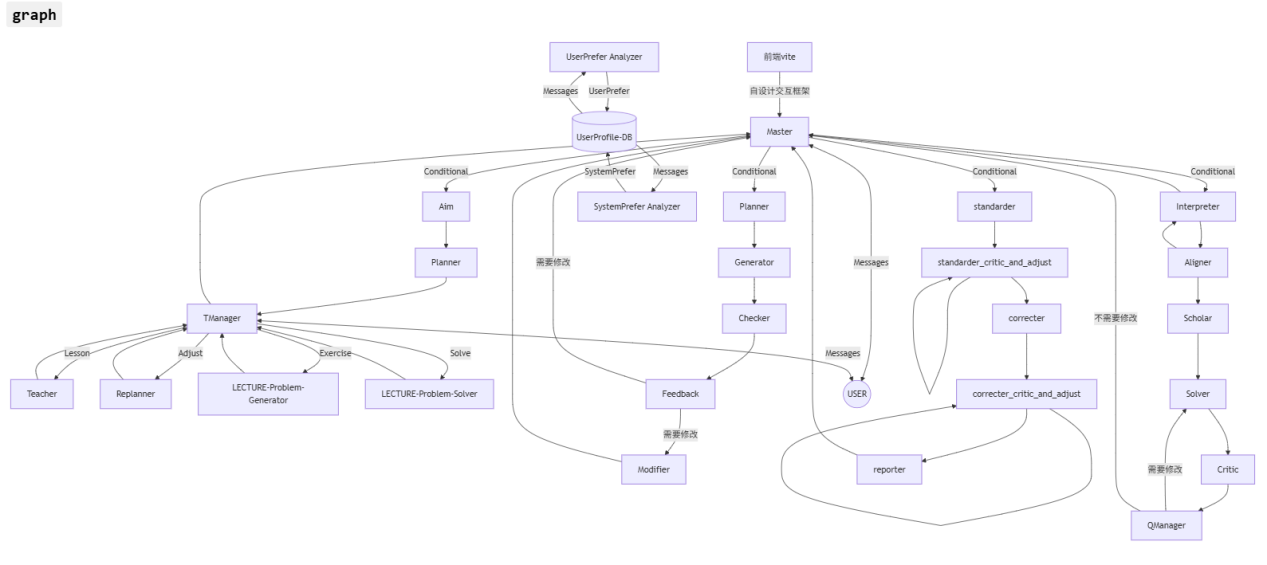 graph
UserPrefer Analyzer
前端vite
Messages
UserPrefer
自设计交互框架
UserProfile-DB
Master
Conditional
SystemPrefer
Messages
Conditional
Conditional
Conditional
Aim
SystemPrefer Analyzer
Planner
standarder
Interpreter
Planner
需要修改
Generator
Messages
standarder_critic_and_adjust
Aligner
TManager
Checker
correcter
不需要修改
Scholar
Lesson
Adjust
Exercise
Solve
Messages
Teacher
Replanner
LECTURE-Problem-
Generator
LECTURE-Problem-Solver
Feedback
USER
correcter_critic_and_adjust
Solver
需要修改
Modifier
reporter
需要修改
Critic
QManager